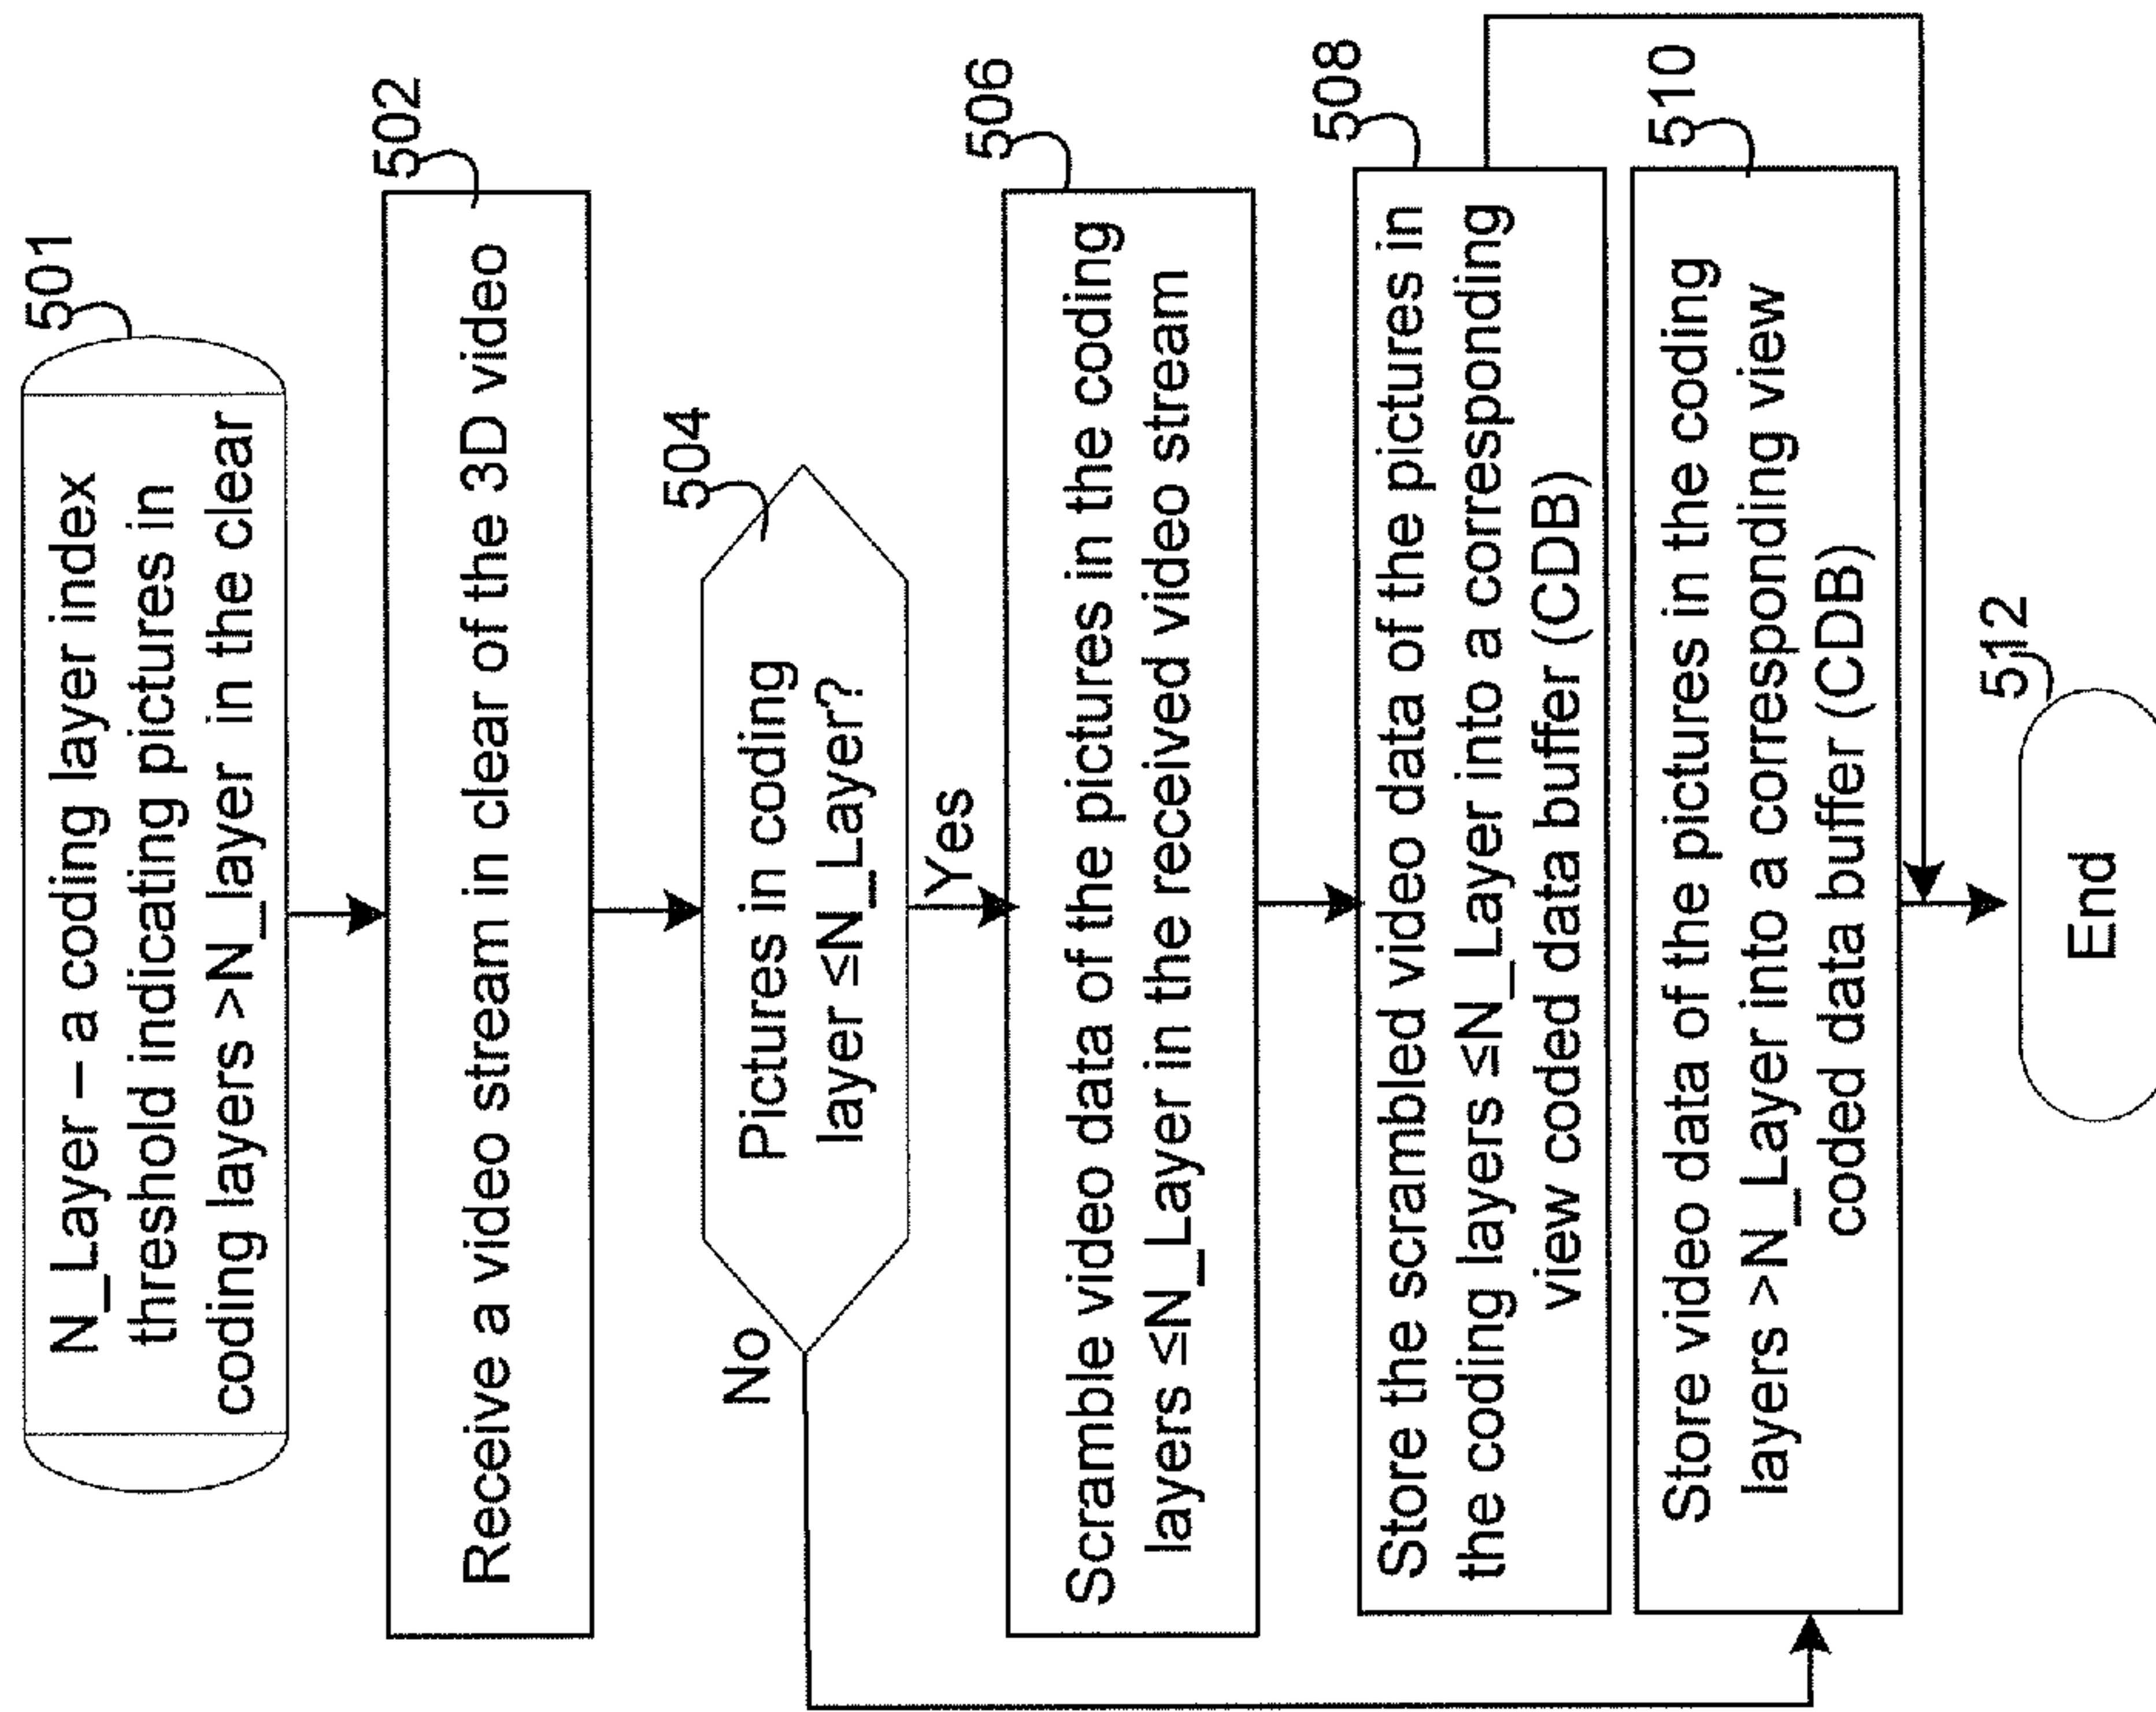 501
N_Layer – a coding layer index
threshold indicating pictures in
coding layers >N_layer in the clear
502
Receive a video stream in clear of the 3D video
504
Pictures in coding
layer ≤N_Layer?
No
Yes
506
Scramble video data of the pictures in the coding
layers ≤N_Layer in the received video stream
508
Store the scrambled video data of the pictures in
the coding layers ≤N_Layer into a corresponding
view coded data buffer (CDB)
510
Store video data of the pictures in the coding
layers >N_Layer into a corresponding view
coded data buffer (CDB)
512
End